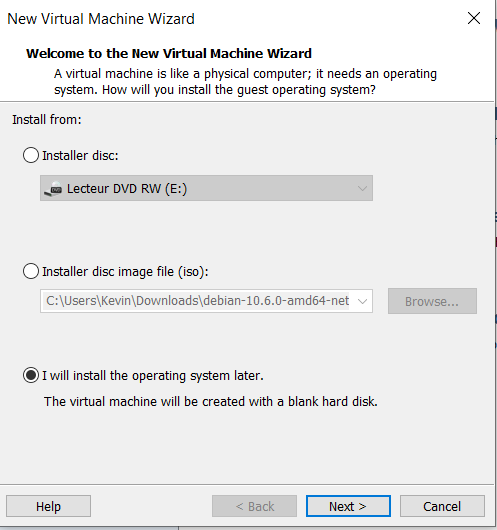 New Virtual Machine Wizard
Welcome to the New Virtual Machine Wizard
A virtual machine is like a physical computer; it needs an operating
system. How will you install the guest operating system?
Install from:
Installer disc:
Lecteur DVD RW (E:)
Installer disc image file (iso):
C:\Users\Kevin\Downloads\debian-10.6.0-amd64-net
Browse...
I will install the operating system later.
The virtual machine will be created with a blank hard disk.
Help
< Back
Next >
Cancel